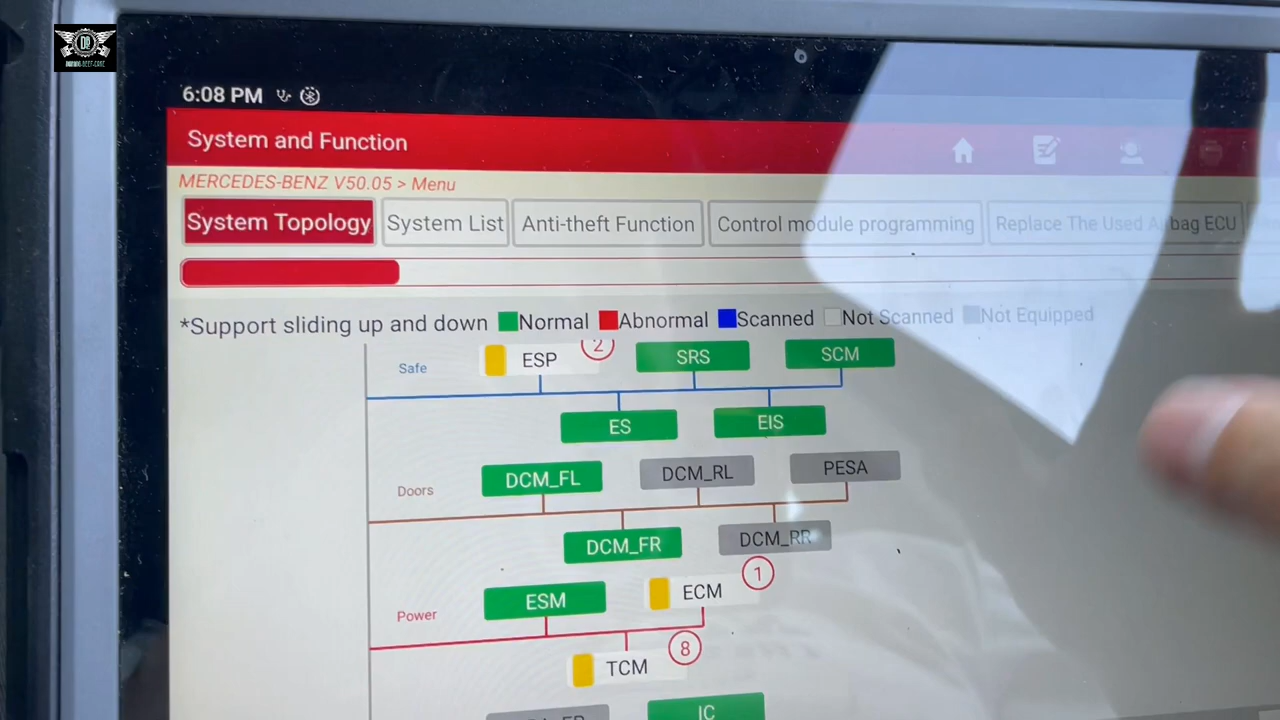 6:08 PM
System and Function
MERCEDES-BENZ V50.05 > Menu
System Topology System List Anti-theft Function Control module programming Replace The Used Airbag ECU
*Support sliding up and down Normal Abnormal Scanned Not Scanned Not Equipped
Safe ESP 2 SRS SCM
ES EIS
Doors DCM_FL DCM_RL PESA
DCM_FR DCM_RR
Power ESM ECM 1
TCM 8
IC